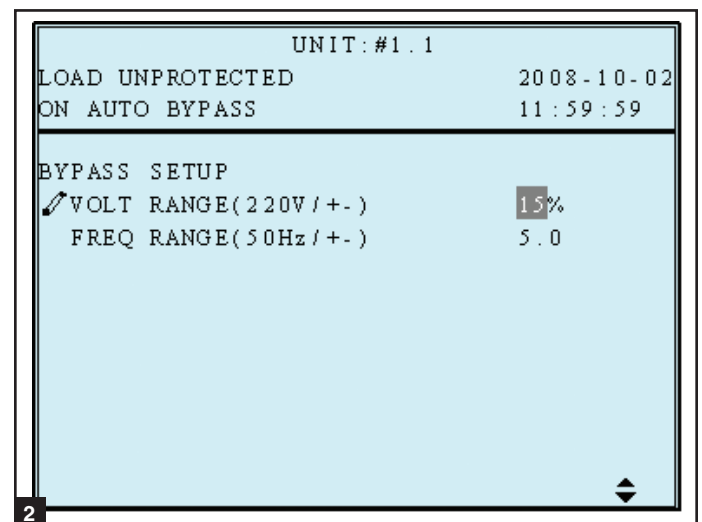 UNIT:#1.1
LOAD UNPROTECTED 2008-10-02
ON AUTO BYPASS 11:59:59
BYPASS SETUP
VOLT RANGE(220V/+-) 15%
FREQ RANGE(50Hz/+-) 5.0
2